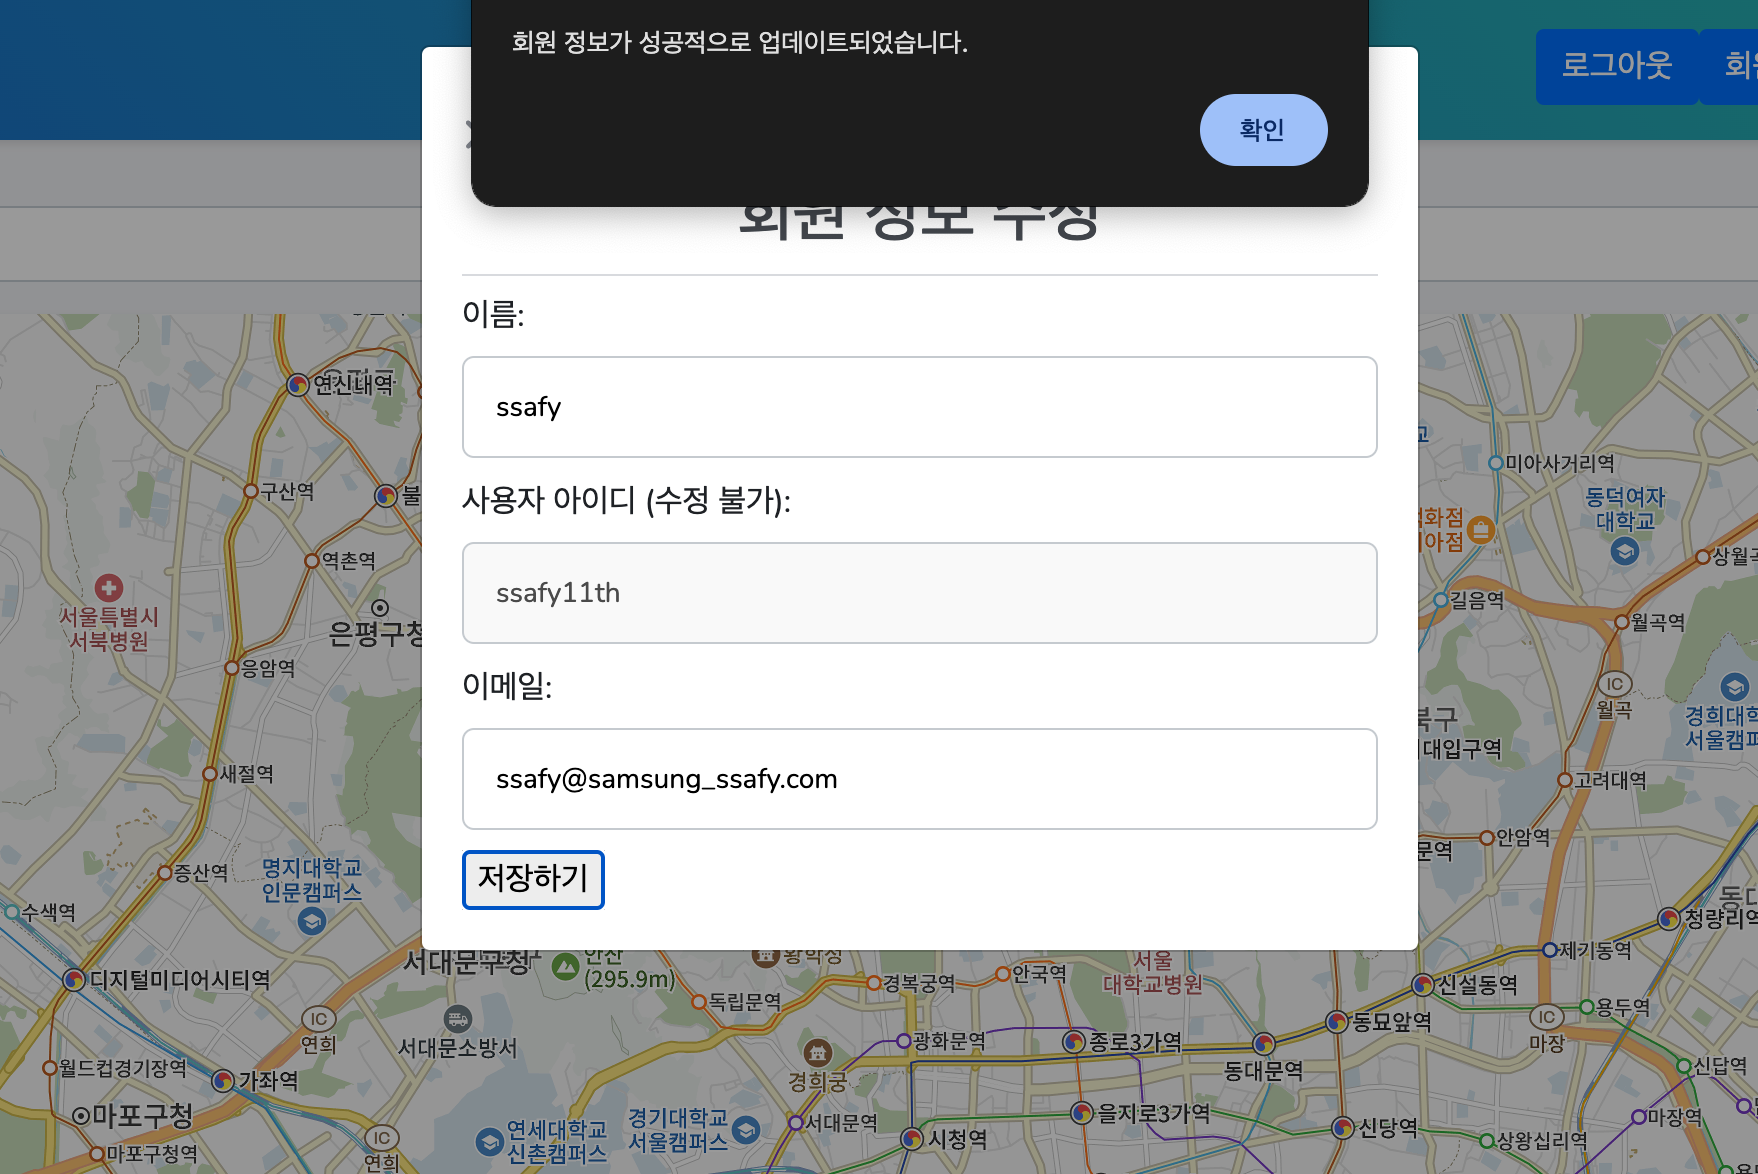 회원 정보가 성공적으로 업데이트되었습니다.
확인
로그아웃
회원 정보 수정
이름:
ssafy
사용자 아이디 (수정 불가):
ssafy11th
이메일:
ssafy@samsung_ssafy.com
저장하기
연신내역
구산역
불
역촌역
서울특별시
서북병원
은평구청
응암역
새절역
증산역
명지대학교
인문캠퍼스
수색역
디지털미디어시티역
서대문구청
안산
(295.9m)
IC
연희
서대문소방서
월드컵경기장역
가좌역
마포구청
마포구청역
IC
연희
연세대학교
신촌캠퍼스
경기대학교
서울캠퍼스
독립문역
경복궁역
안국역
서울
대학교병원
광화문역
종로3가역
경희궁
서대문역
시청역
을지로3가역
동대문역
동묘앞역
신설동역
제기동역
청량리역
용두역
IC
마장
신답역
마장역
신당역
상왕십리역
미아사거리역
동덕여자
대학교
길음역
월곡역
IC
월곡
북구
대입구역
고려대역
안암역
문역